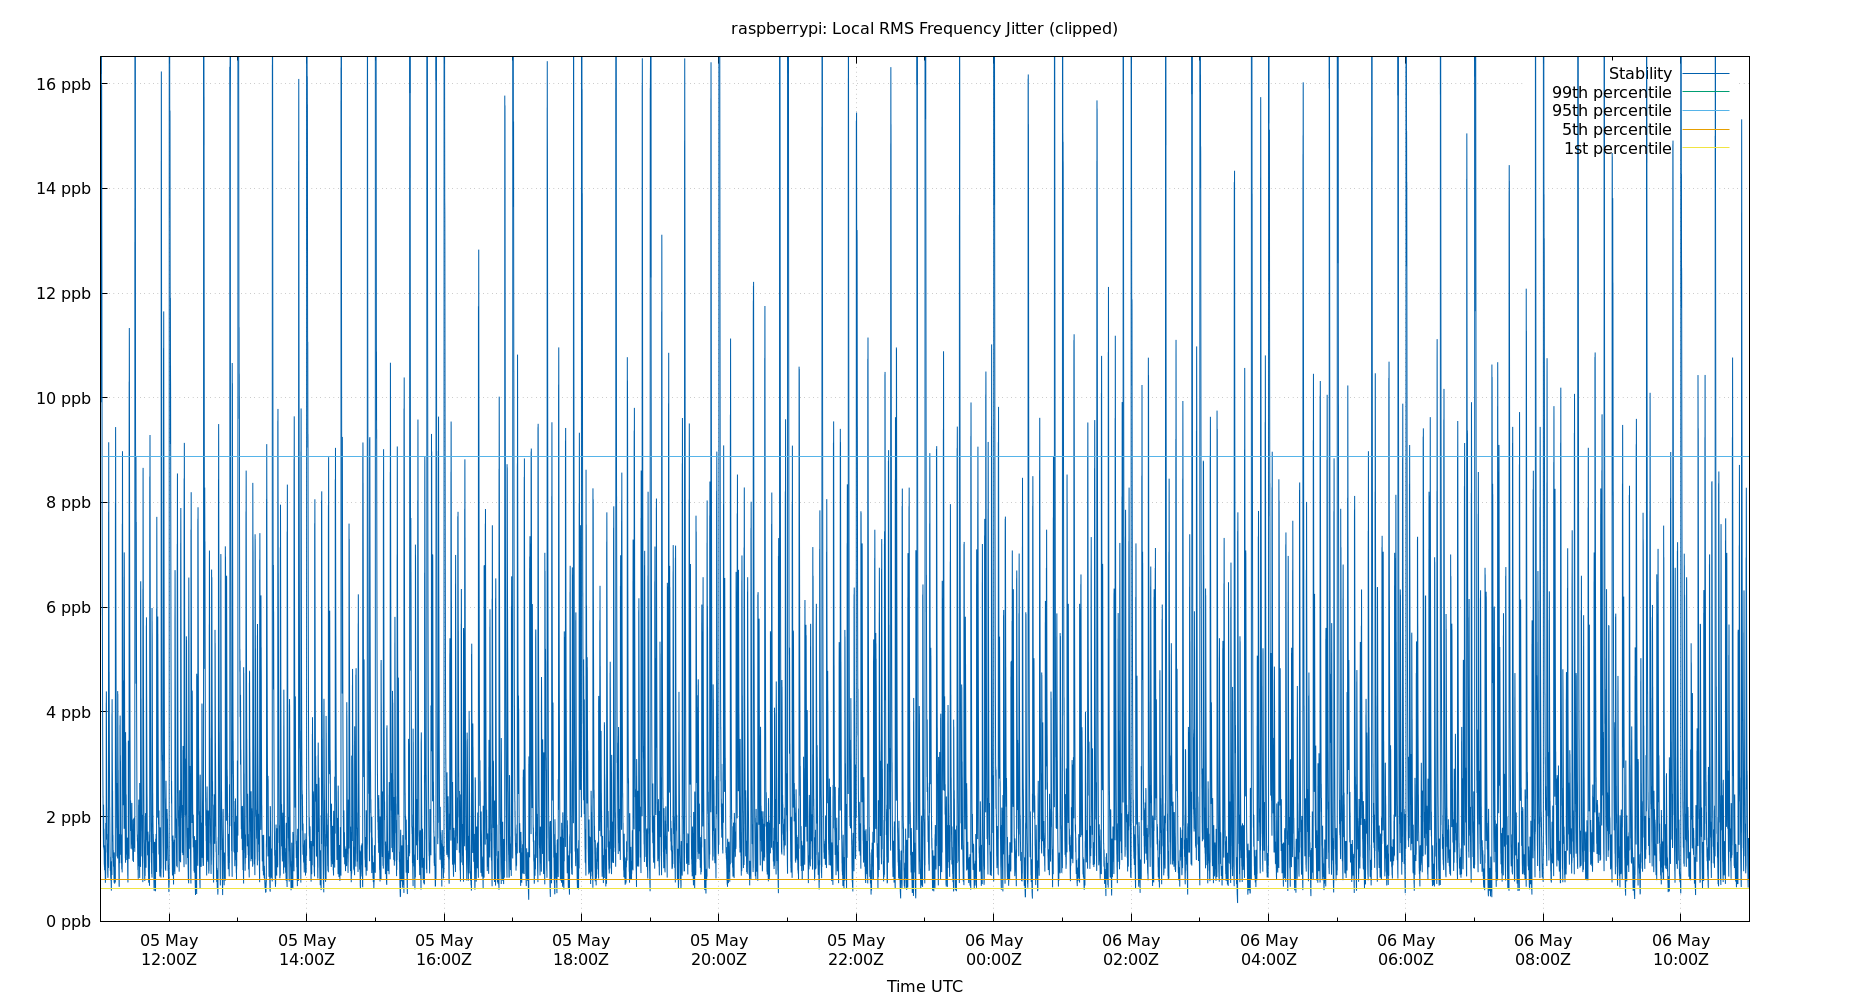 raspberrypi: Local RMS Frequency Jitter (clipped)
16 ppb
14 ppb
12 ppb
10 ppb
8 ppb
6 ppb
4 ppb
2 ppb
0 ppb
Stability
99th percentile
95th percentile
5th percentile
1st percentile
05 May 05 May 05 May 05 May 05 May 05 May 06 May 06 May 06 May 06 May 06 May 06 May
12:00Z 14:00Z 16:00Z 18:00Z 20:00Z 22:00Z 00:00Z 02:00Z 04:00Z 06:00Z 08:00Z 10:00Z
Time UTC